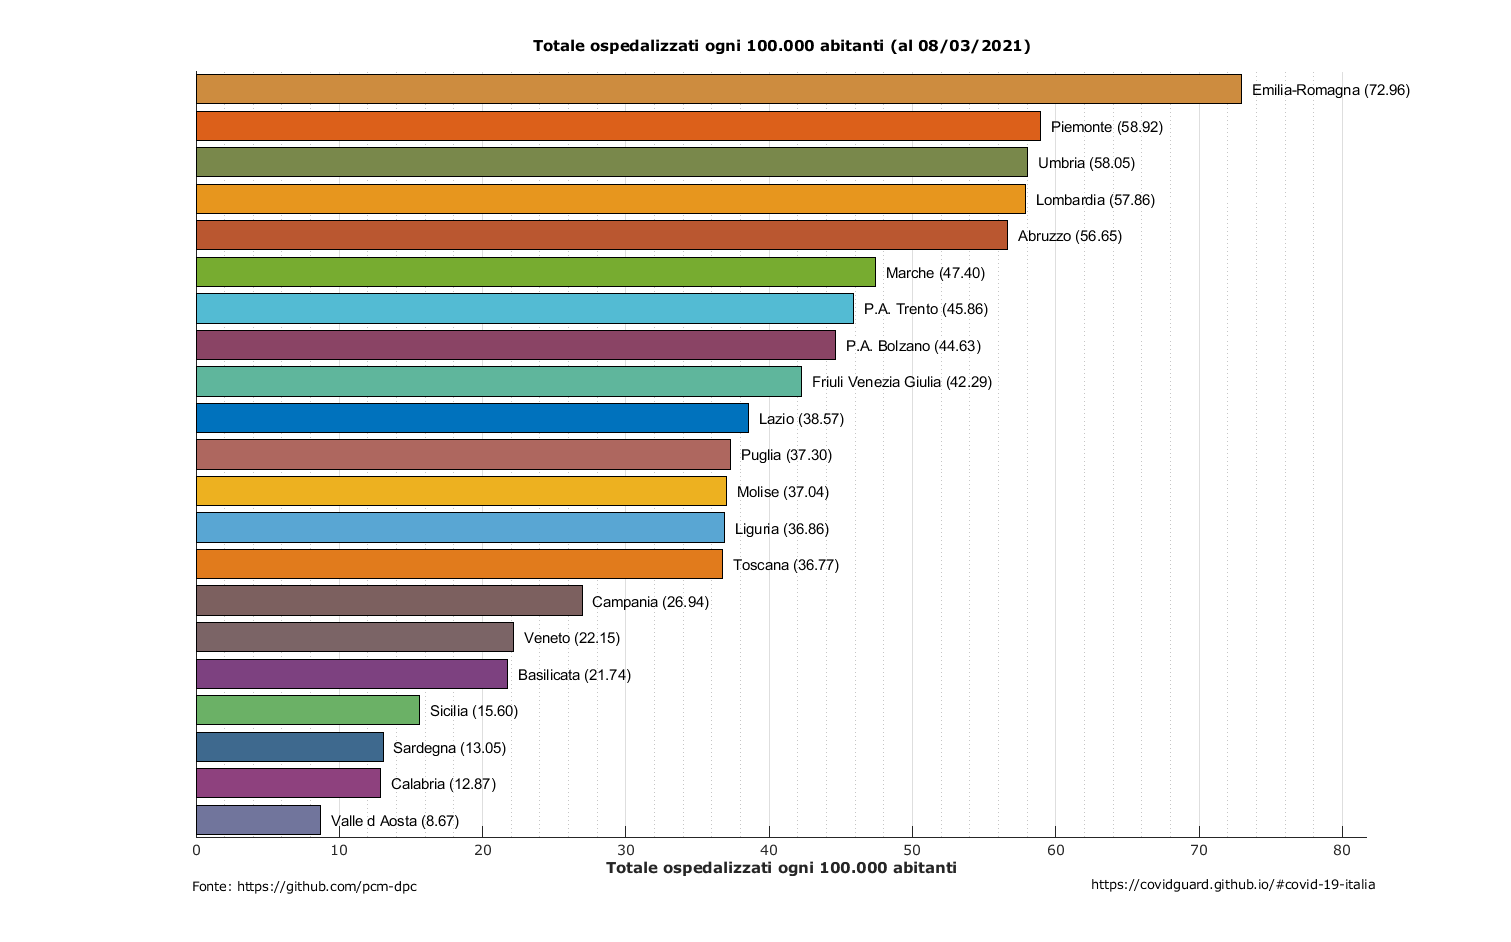 Totale ospedalizzati ogni 100.000 abitanti (al 08/03/2021)
Emilia-Romagna (72.96)
Piemonte (58.92)
Umbria (58.05)
Lombardia (57.86)
Abruzzo (56.65)
Marche (47.40)
P.A. Trento (45.86)
P.A. Bolzano (44.63)
Friuli Venezia Giulia (42.29)
Lazio (38.57)
Puglia (37.30)
Molise (37.04)
Liguria (36.86)
Toscana (36.77)
Campania (26.94)
Veneto (22.15)
Basilicata (21.74)
Sicilia (15.60)
Sardegna (13.05)
Calabria (12.87)
Valle d Aosta (8.67)
0 10 20 30 40 50 60 70 80
Totale ospedalizzati ogni 100.000 abitanti
Fonte: https://github.com/pcm-dpc
https://covidguard.github.io/#covid-19-italia